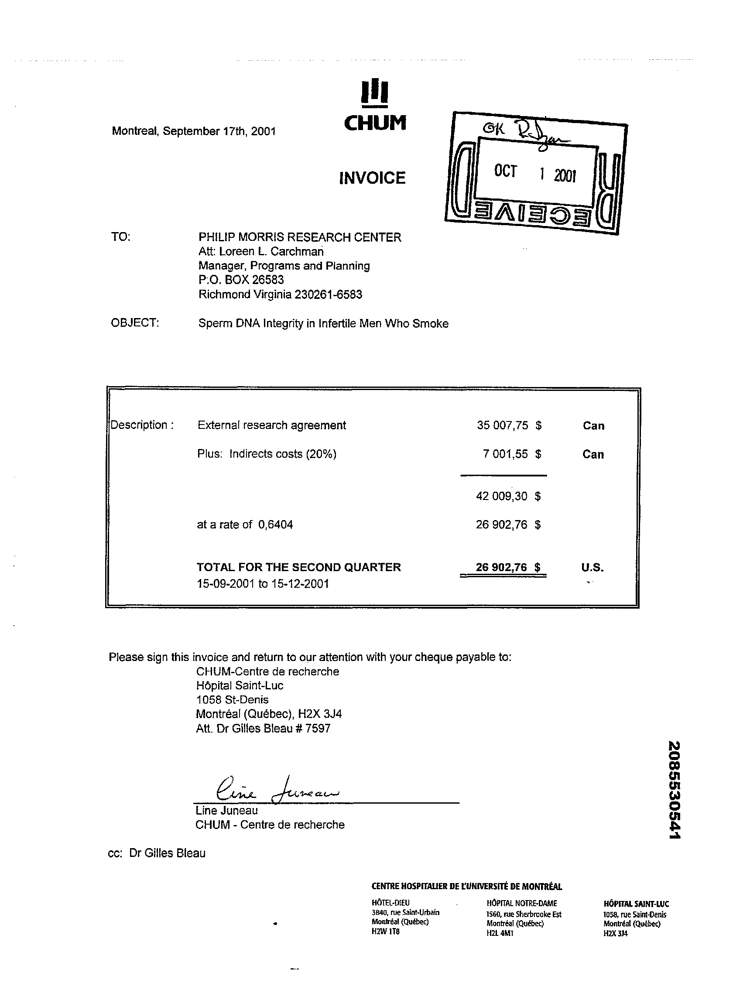 CHUM
Montreal, September 17th, 2001
INVOICE
OK
OCT 1 2001
RECEIVED
TO: PHILIP MORRIS RESEARCH CENTER
Att: Loreen L. Carchman
Manager, Programs and Planning
P.O. BOX 26583
Richmond Virginia 230261-6583
OBJECT: Sperm DNA Integrity in Infertile Men Who Smoke
Description : External research agreement 35 007,75 $ Can
Plus: Indirects costs (20%) 7 001,55 $ Can
42 009,30 $
at a rate of 0,6404 26 902,76 $
TOTAL FOR THE SECOND QUARTER 26 902,76 $ U.S.
15-09-2001 to 15-12-2001
Please sign this invoice and return to our attention with your cheque payable to:
CHUM-Centre de recherche
Hôpital Saint-Luc
1058 St-Denis
Montréal (Québec), H2X 3J4
Att. Dr Gilles Bleau # 7597
Line Juneau
Line Juneau
CHUM - Centre de recherche
cc: Dr Gilles Bleau
2085530541
CENTRE HOSPITALIER DE L'UNIVERSITÉ DE MONTRÉAL
HÔTEL-DIEU
3840, rue Saint-Urbain
Montréal (Québec)
H2W 1T8
HÔPITAL NOTRE-DAME
1560, rue Sherbrooke Est
Montréal (Québec)
H2L 4M1
HÔPITAL SAINT-LUC
1058, rue Saint-Denis
Montréal (Québec)
H2X 3J4